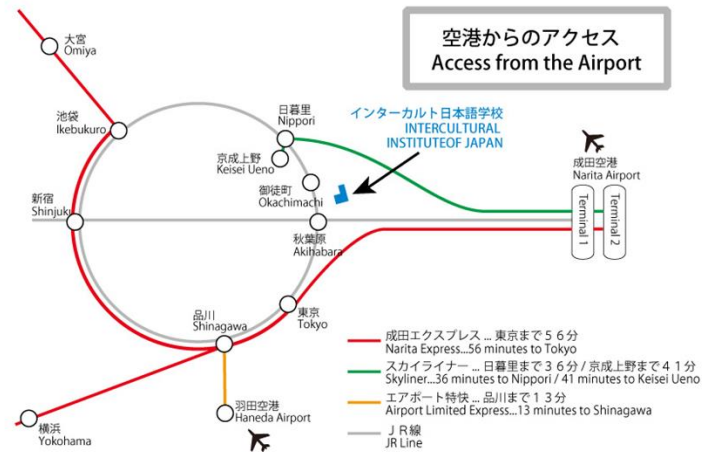 空港からのアクセス
Access from the Airport
大宮
Omiya
池袋
Ikebukuro
日暮里
Nippori
インターカルト日本語学校
INTERCULTURAL
INSTITUTEOF JAPAN
京成上野
Keisei Ueno
御徒町
Okachimachi
成田空港
Narita Airport
Terminal 1
Terminal 2
新宿
Shinjuku
秋葉原
Akihabara
品川
Shinagawa
東京
Tokyo
羽田空港
Haneda Airport
横浜
Yokohama
成田エクスプレス ... 東京まで５６分
Narita Express...56 minutes to Tokyo
スカイライナー ... 日暮里まで３６分 / 京成上野まで４１分
Skyliner...36 minutes to Nippori / 41 minutes to Keisei Ueno
エアポート特快 ... 品川まで１３分
Airport Limited Express...13 minutes to Shinagawa
ＪＲ線
JR Line